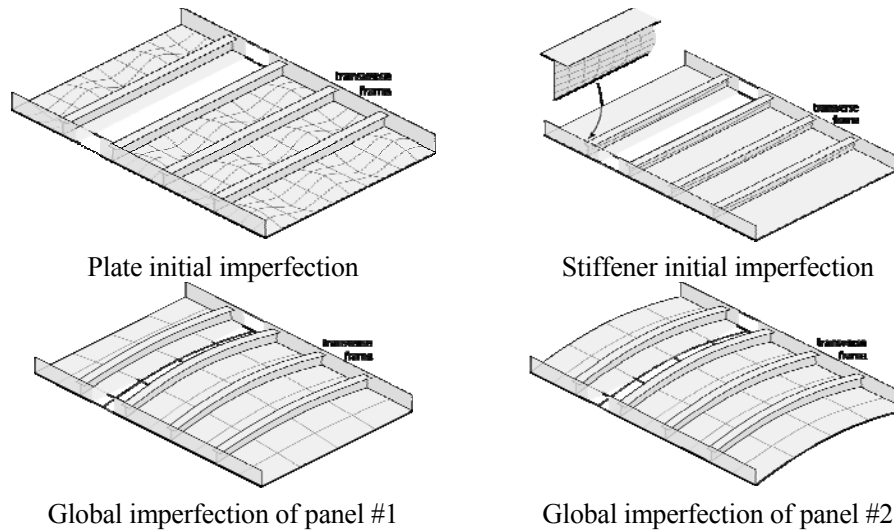 transverse
frame
transverse
frame
Plate initial imperfection
Stiffener initial imperfection
transverse
frame
transverse
frame
Global imperfection of panel #1
Global imperfection of panel #2